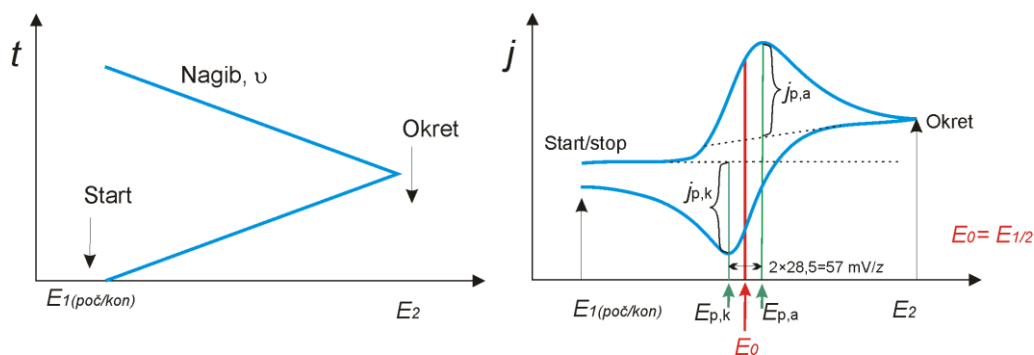 t
Nagib, υ
Okret
Start
E1(poč/kon)
E2
j
jp,a
Start/stop
Okret
jp,k
E0= E1/2
2×28,5=57 mV/z
E1(poč/kon)
Ep,k
Ep,a
E2
E0